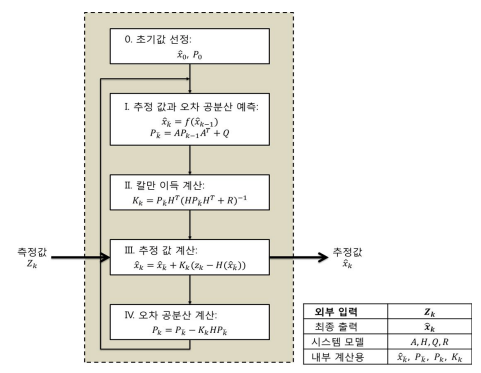 0. 초기값 선정:
x̂₀, P₀
I. 추정 값과 오차 공분산 예측:
x̂ₖ = f(x̂ₖ₋₁)
Pₖ = APₖ₋₁Aᵀ + Q
II. 칼만 이득 계산:
Kₖ = PₖHᵀ(HPₖHᵀ + R)⁻¹
측정값
Zₖ
III. 추정 값 계산:
x̂ₖ = x̂ₖ + Kₖ(zₖ − H(x̂ₖ))
추정값
x̂ₖ
IV. 오차 공분산 계산:
Pₖ = Pₖ − KₖHPₖ
외부 입력 Zₖ
최종 출력 x̂ₖ
시스템 모델 A, H, Q, R
내부 계산용 x̂ₖ, Pₖ, Pₖ, Kₖ